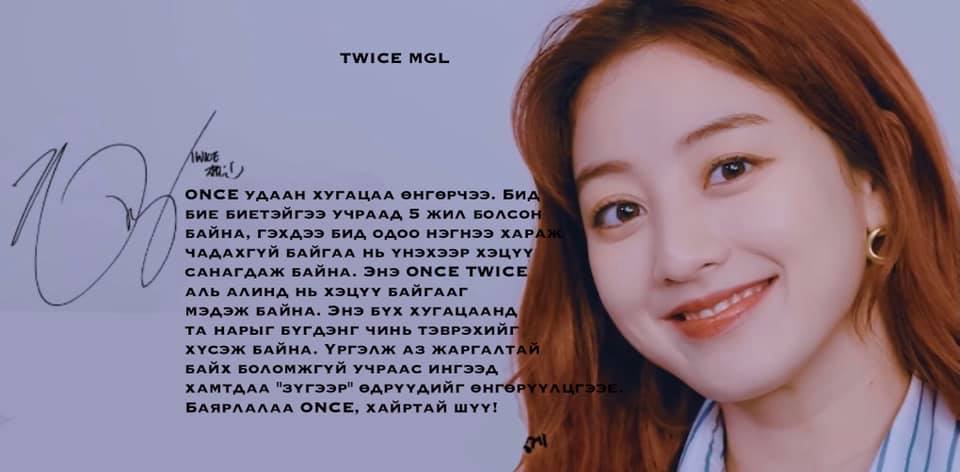 TWICE MGL
TWICE
ONCE удаан хугацаа өнгөрчээ. Бид
бие биетэйгээ учраад 5 жил болсон
байна, гэхдээ бид одоо нэгнээ хараж
чадахгүй байгаа нь үнэхээр хэцүү
санагдаж байна. Энэ ONCE TWICE
аль алинд нь хэцүү байгааг
мэдэж байна. Энэ бүх хугацаанд
та нарыг бүгдэнг чинь тэврэхийг
хүсэж байна. Үргэлж аз жаргалтай
байх боломжгүй учраас ингээд
хамтдаа "зүгээр" өдрүүдийг өнгөрүүлцгээе.
Баярлалаа ONCE, хайртай шүү!